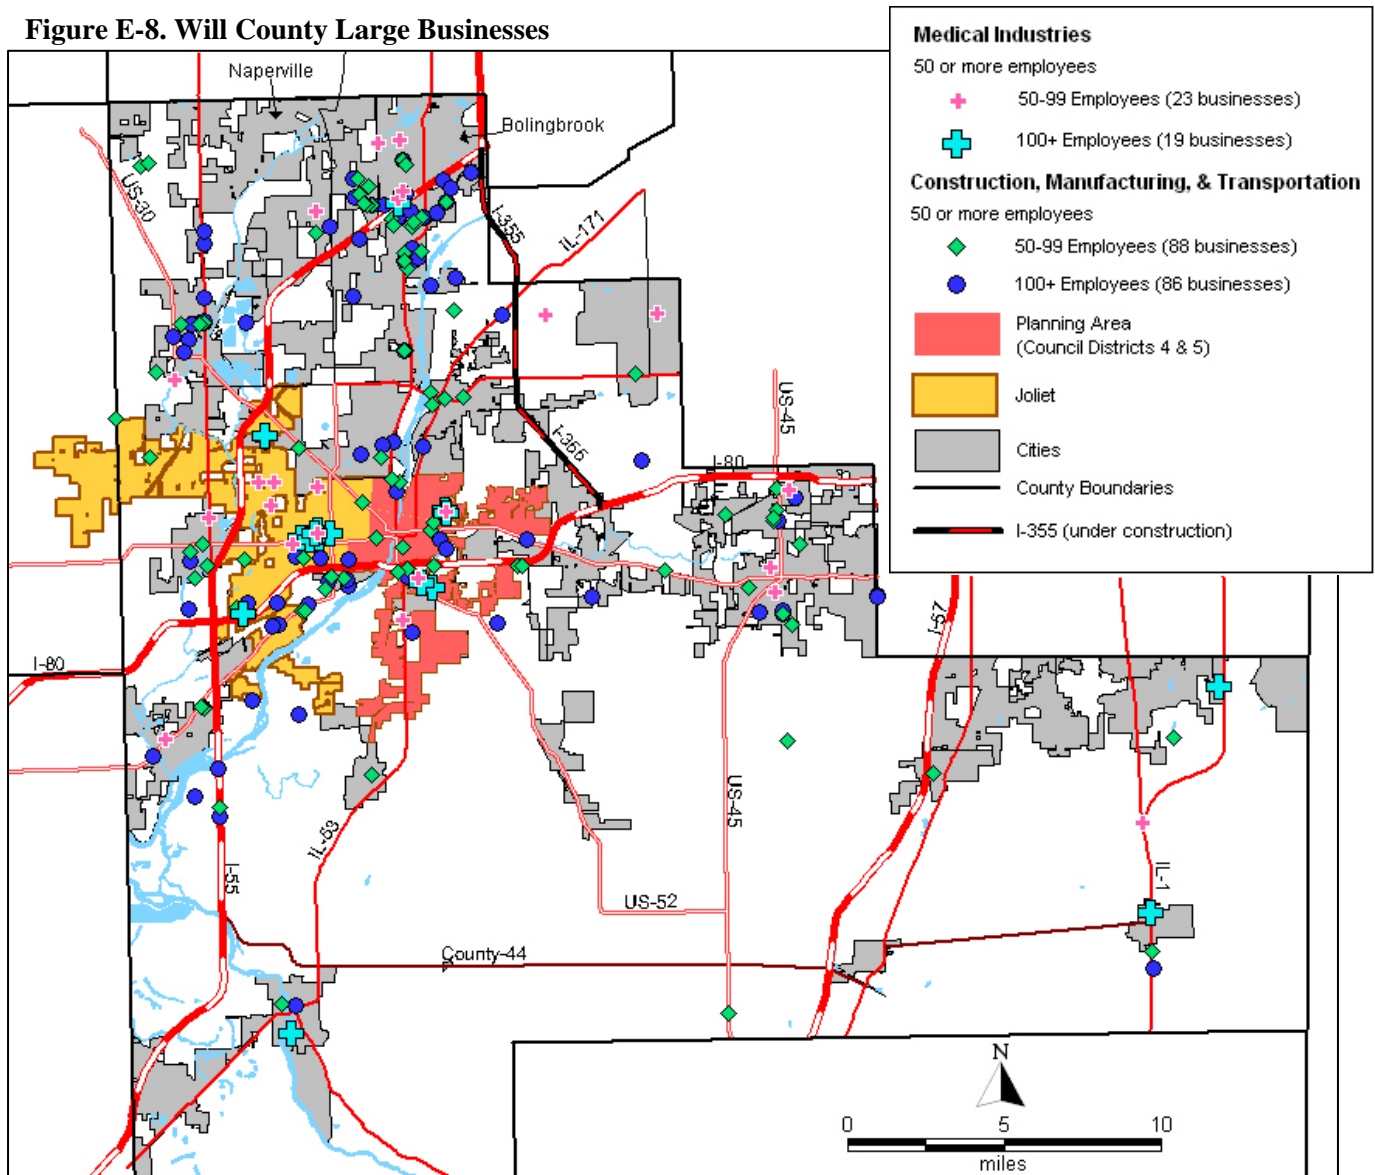 Figure E-8. Will County Large Businesses
Medical Industries
50 or more employees
50-99 Employees (23 businesses)
100+ Employees (19 businesses)
Construction, Manufacturing, & Transportation
50 or more employees
50-99 Employees (88 businesses)
100+ Employees (86 businesses)
Planning Area
(Council Districts 4 & 5)
Joliet
Cities
County Boundaries
I-355 (under construction)
Naperville
Bolingbrook
US-30
I-355
IL-171
US-45
I-355
I-80
I-57
I-80
US-45
IL-53
I-55
IL-1
US-52
County-44
N
0 5 10
miles